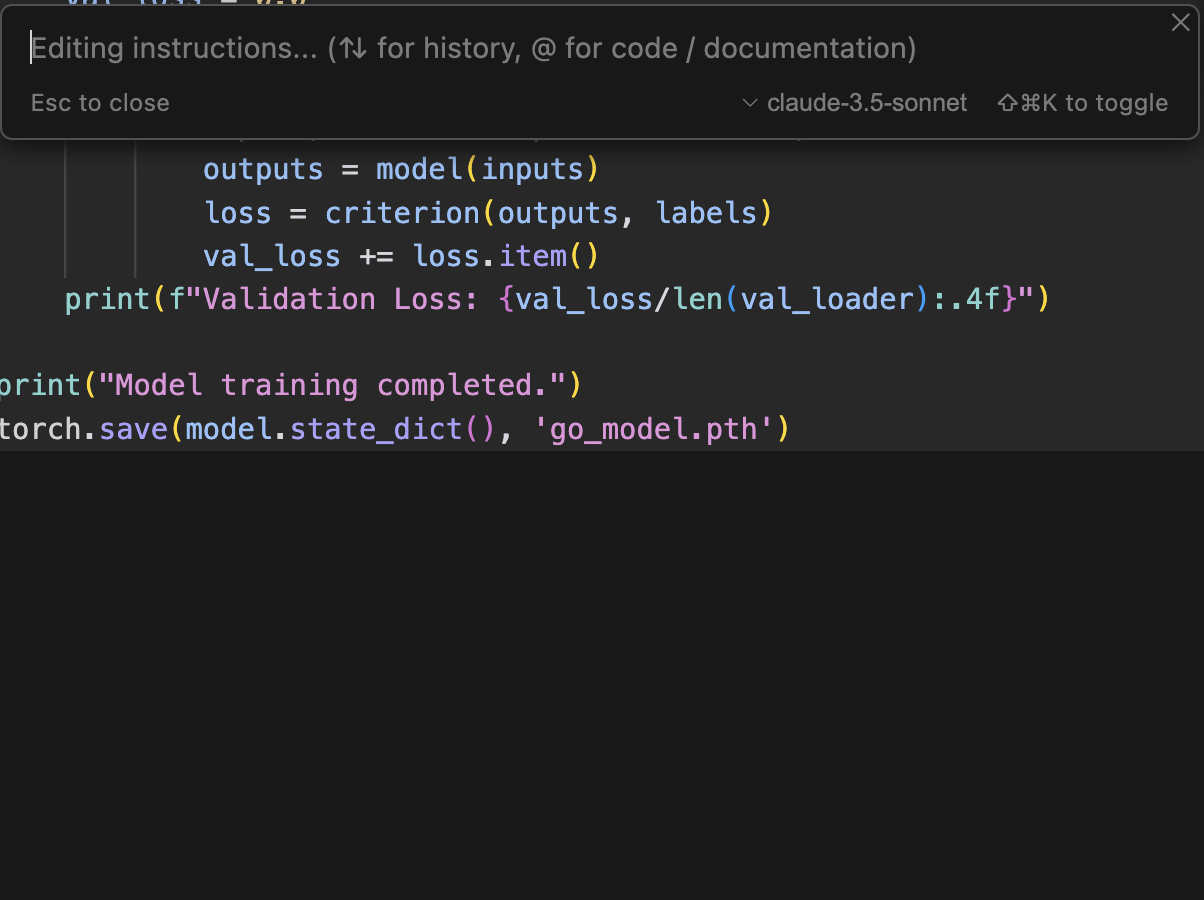 val_loss = 0.0
Editing instructions... (↑↓ for history, @ for code / documentation)
Esc to close
claude-3.5-sonnet ⇧⌘K to toggle
outputs = model(inputs)
loss = criterion(outputs, labels)
val_loss += loss.item()
print(f"Validation Loss: {val_loss/len(val_loader):.4f}")
print("Model training completed.")
torch.save(model.state_dict(), 'go_model.pth')